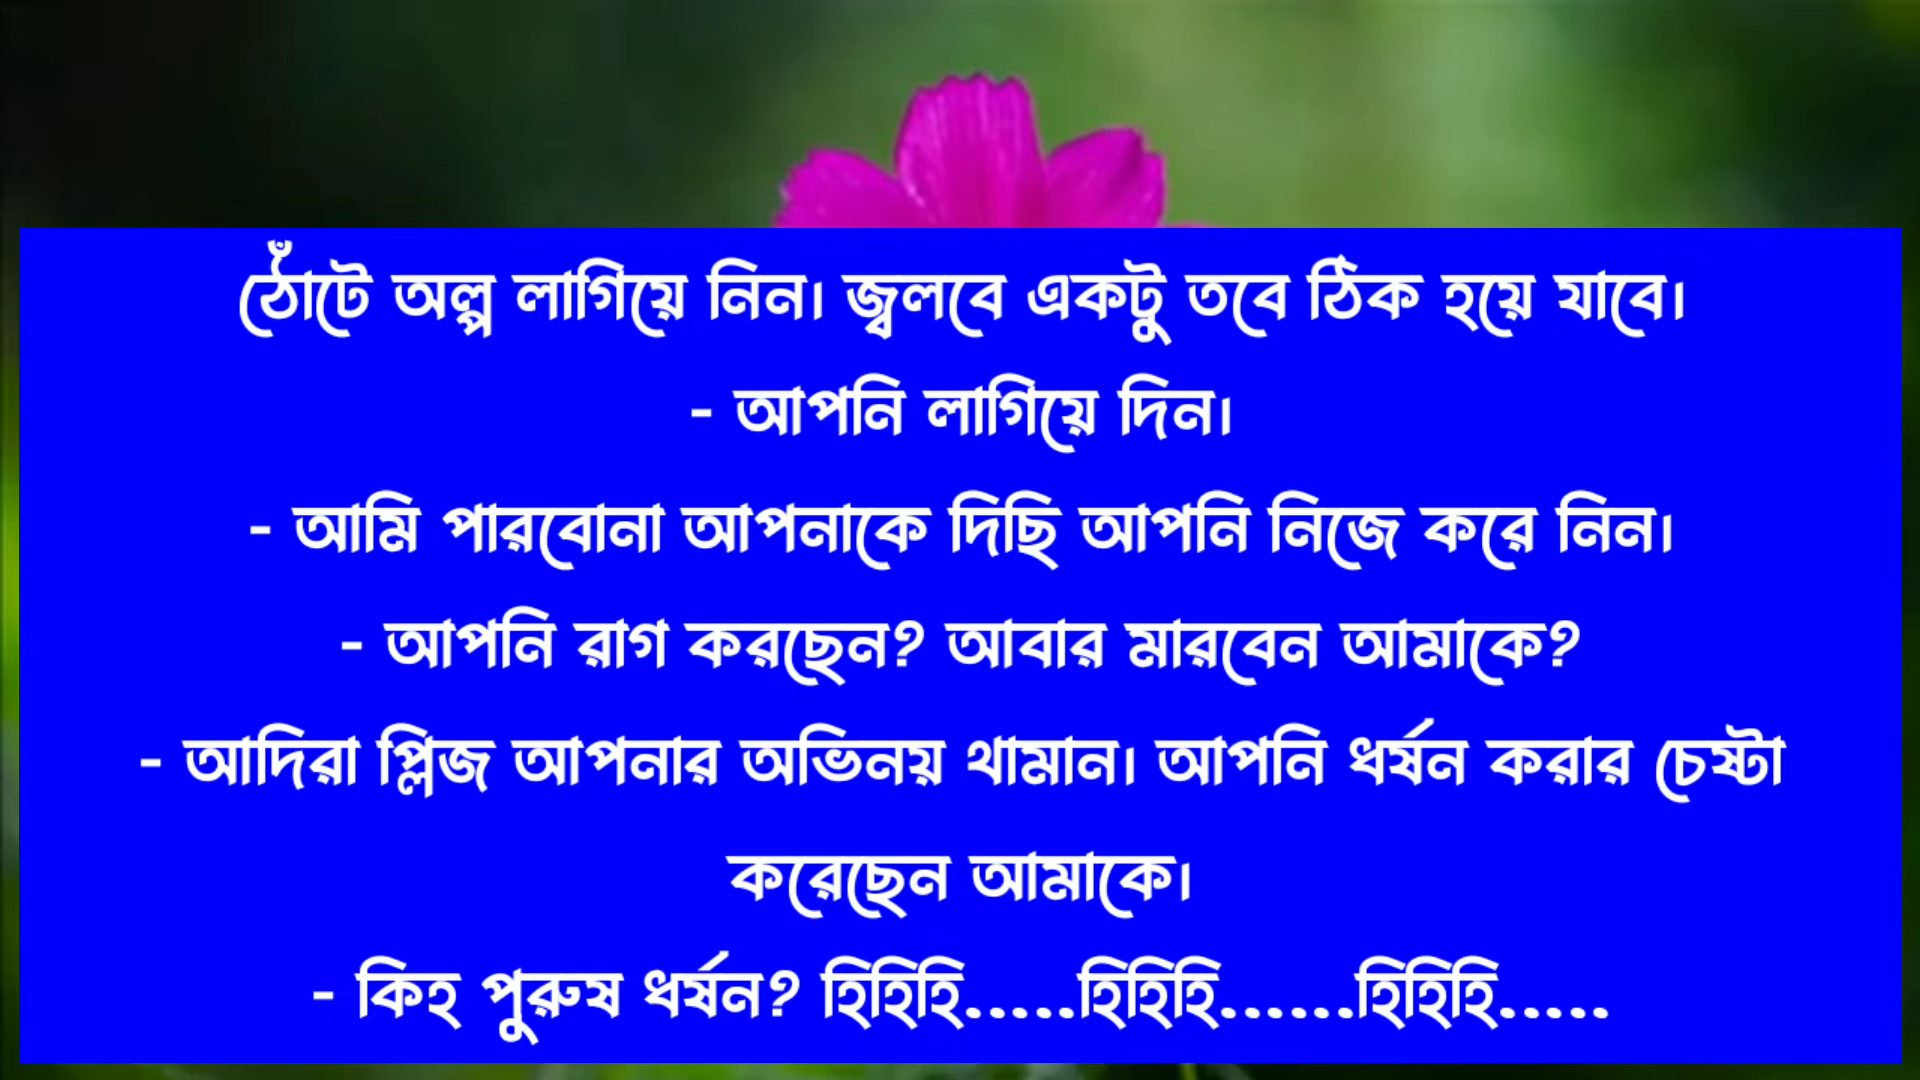 ঠোঁটে অল্প লাগিয়ে নিন। জ্বলবে একটু তবে ঠিক হয়ে যাবে।
- আপনি লাগিয়ে দিন।
- আমি পারবোনা আপনাকে দিছি আপনি নিজে করে নিন।
- আপনি রাগ করছেন? আবার মারবেন আমাকে?
- আদিরা প্লিজ আপনার অভিনয় থামান। আপনি ধর্ষন করার চেষ্টা
করেছেন আমাকে।
- কিহ পুরুষ ধর্ষন? হিহিহি.....হিহিহি......হিহিহি.....